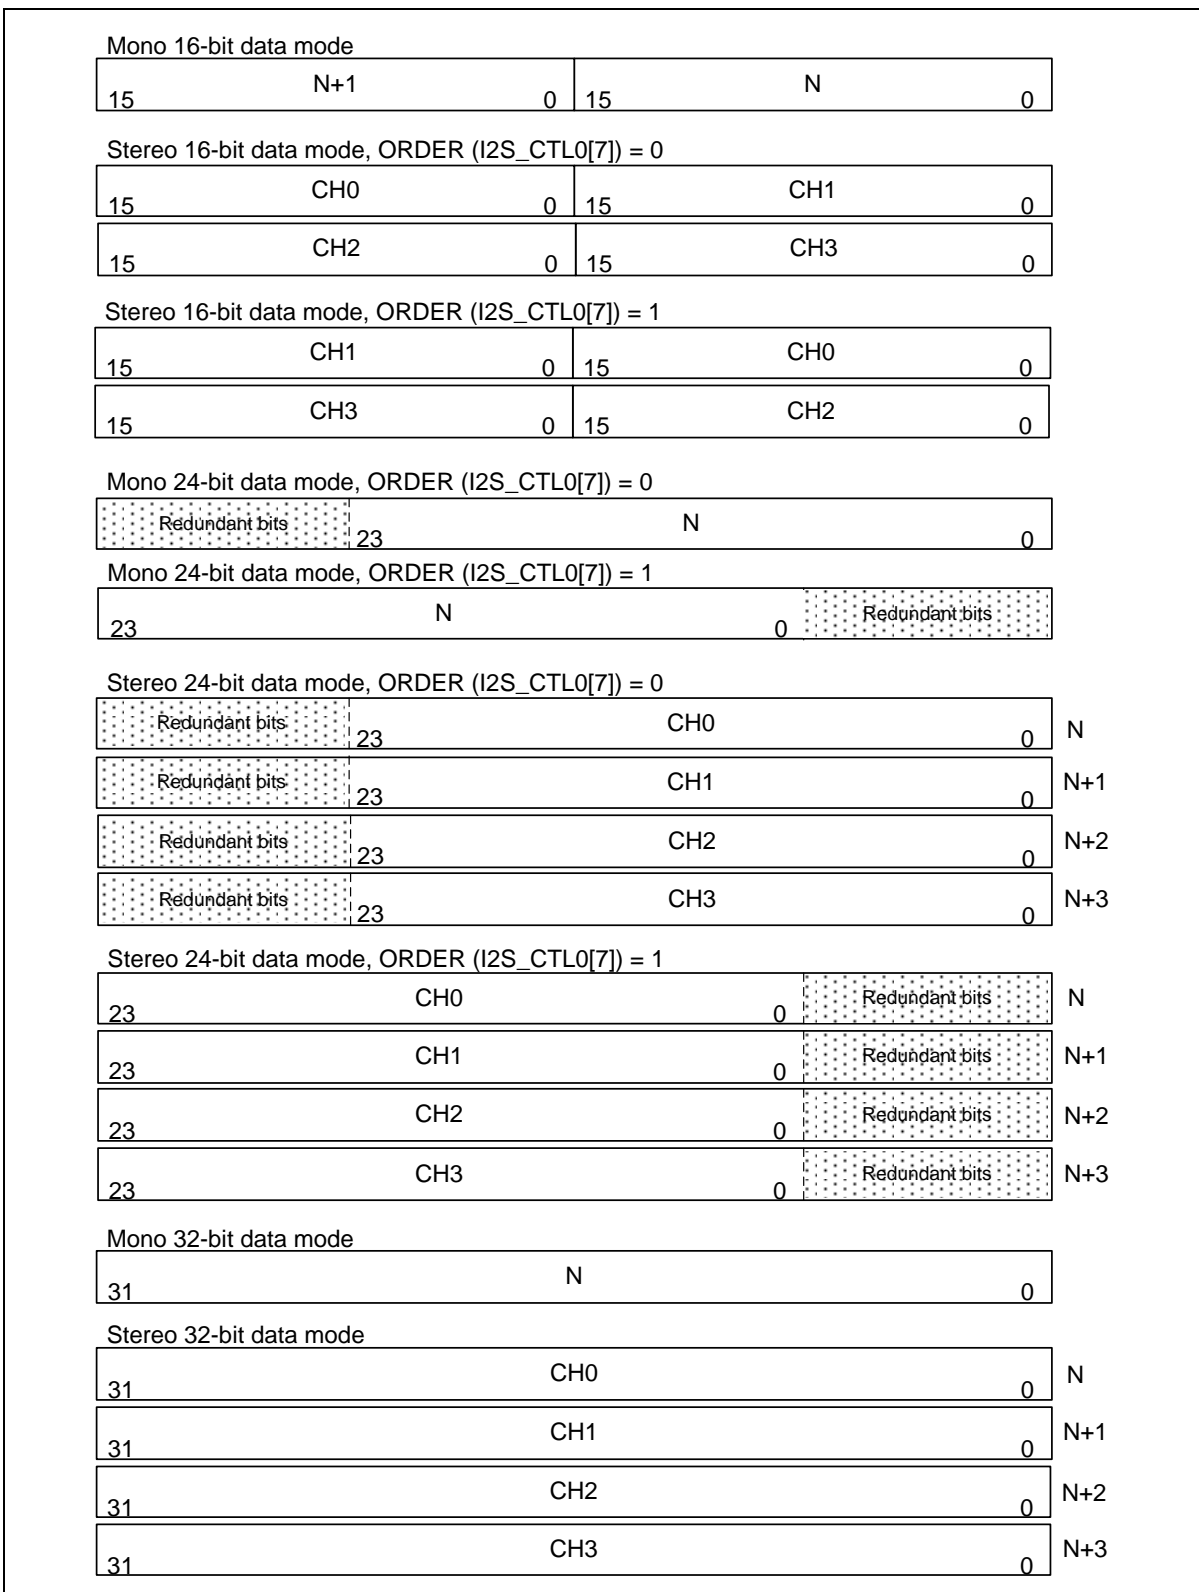 Mono 16-bit data mode
N+1 N
15 0 15 0
Stereo 16-bit data mode, ORDER (I2S_CTL0[7]) = 0
CH0 CH1
15 0 15 0
CH2 CH3
15 0 15 0
Stereo 16-bit data mode, ORDER (I2S_CTL0[7]) = 1
CH1 CH0
15 0 15 0
CH3 CH2
15 0 15 0
Mono 24-bit data mode, ORDER (I2S_CTL0[7]) = 0
Redundant bits N
23 0
Mono 24-bit data mode, ORDER (I2S_CTL0[7]) = 1
N Redundant bits
23 0
Stereo 24-bit data mode, ORDER (I2S_CTL0[7]) = 0
Redundant bits CH0 N
23 0
Redundant bits CH1 N+1
23 0
Redundant bits CH2 N+2
23 0
Redundant bits CH3 N+3
23 0
Stereo 24-bit data mode, ORDER (I2S_CTL0[7]) = 1
CH0 Redundant bits N
23 0
CH1 Redundant bits N+1
23 0
CH2 Redundant bits N+2
23 0
CH3 Redundant bits N+3
23 0
Mono 32-bit data mode
N
31 0
Stereo 32-bit data mode
CH0 N
31 0
CH1 N+1
31 0
CH2 N+2
31 0
CH3 N+3
31 0